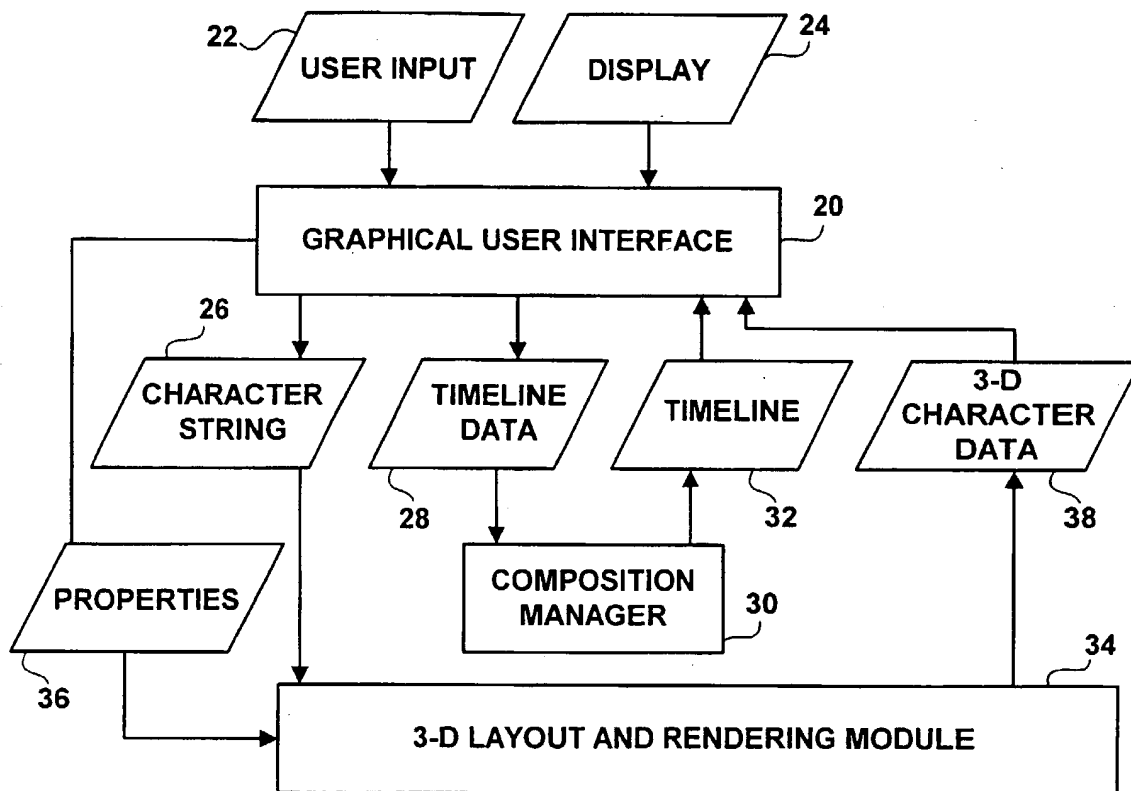 22
USER INPUT
DISPLAY
24
GRAPHICAL USER INTERFACE
20
26
CHARACTER
STRING
TIMELINE
DATA
28
TIMELINE
32
3-D
CHARACTER
DATA
38
PROPERTIES
36
COMPOSITION
MANAGER
30
34
3-D LAYOUT AND RENDERING MODULE